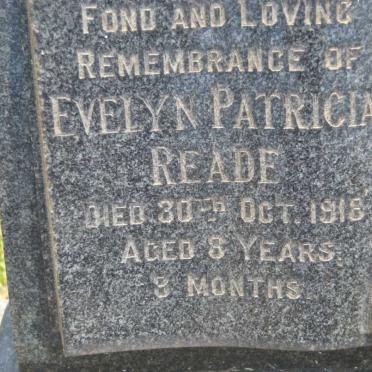 FOND AND LOVING
REMEMBRANCE OF
EVELYN PATRICIA
READE
DIED 30TH OCT. 1918
AGED 8 YEARS.
8 MONTHS.